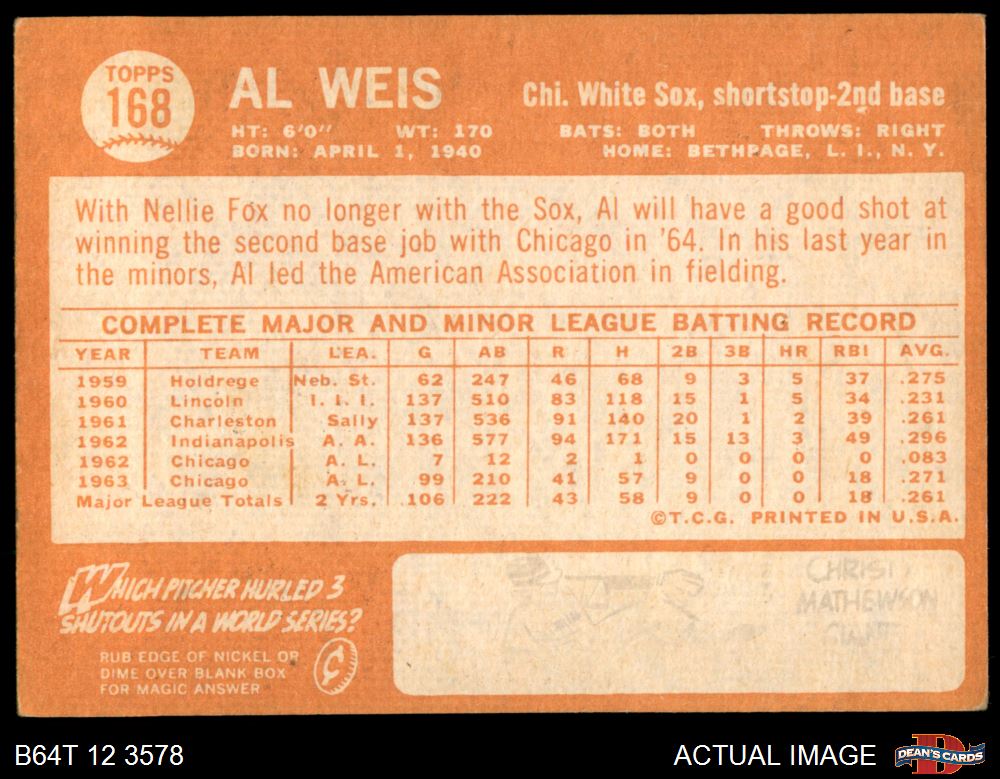 TOPPS
168
AL WEIS
Chi. White Sox, shortstop-2nd base
HT: 6'0" WT: 170 BATS: BOTH THROWS: RIGHT
BORN: APRIL 1, 1940 HOME: BETHPAGE, L. I., N. Y.
With Nellie Fox no longer with the Sox, Al will have a good shot at
winning the second base job with Chicago in '64. In his last year in
the minors, Al led the American Association in fielding.
COMPLETE MAJOR AND MINOR LEAGUE BATTING RECORD
YEAR TEAM LEA. G AB R H 2B 3B HR RBI AVG.
1959 Holdrege Neb. St. 62 247 46 68 9 3 5 37 .275
1960 Lincoln I. I. I. 137 510 83 118 15 1 5 34 .231
1961 Charleston Sally 137 536 91 140 20 1 2 39 .261
1962 Indianapolis A. A. 136 577 94 171 15 13 3 49 .296
1962 Chicago A. L. 7 12 2 1 0 0 0 0 .083
1963 Chicago A. L. 99 210 41 57 9 0 0 18 .271
Major League Totals 2 Yrs. 106 222 43 58 9 0 0 18 .261
©T.C.G. PRINTED IN U.S.A.
WHICH PITCHER HURLED 3
SHUTOUTS IN A WORLD SERIES?
RUB EDGE OF NICKEL OR
DIME OVER BLANK BOX
FOR MAGIC ANSWER
¢
CHRISTY
MATHEWSON
GIANT
B64T 12 3578
ACTUAL IMAGE
D
DEAN'S CARDS